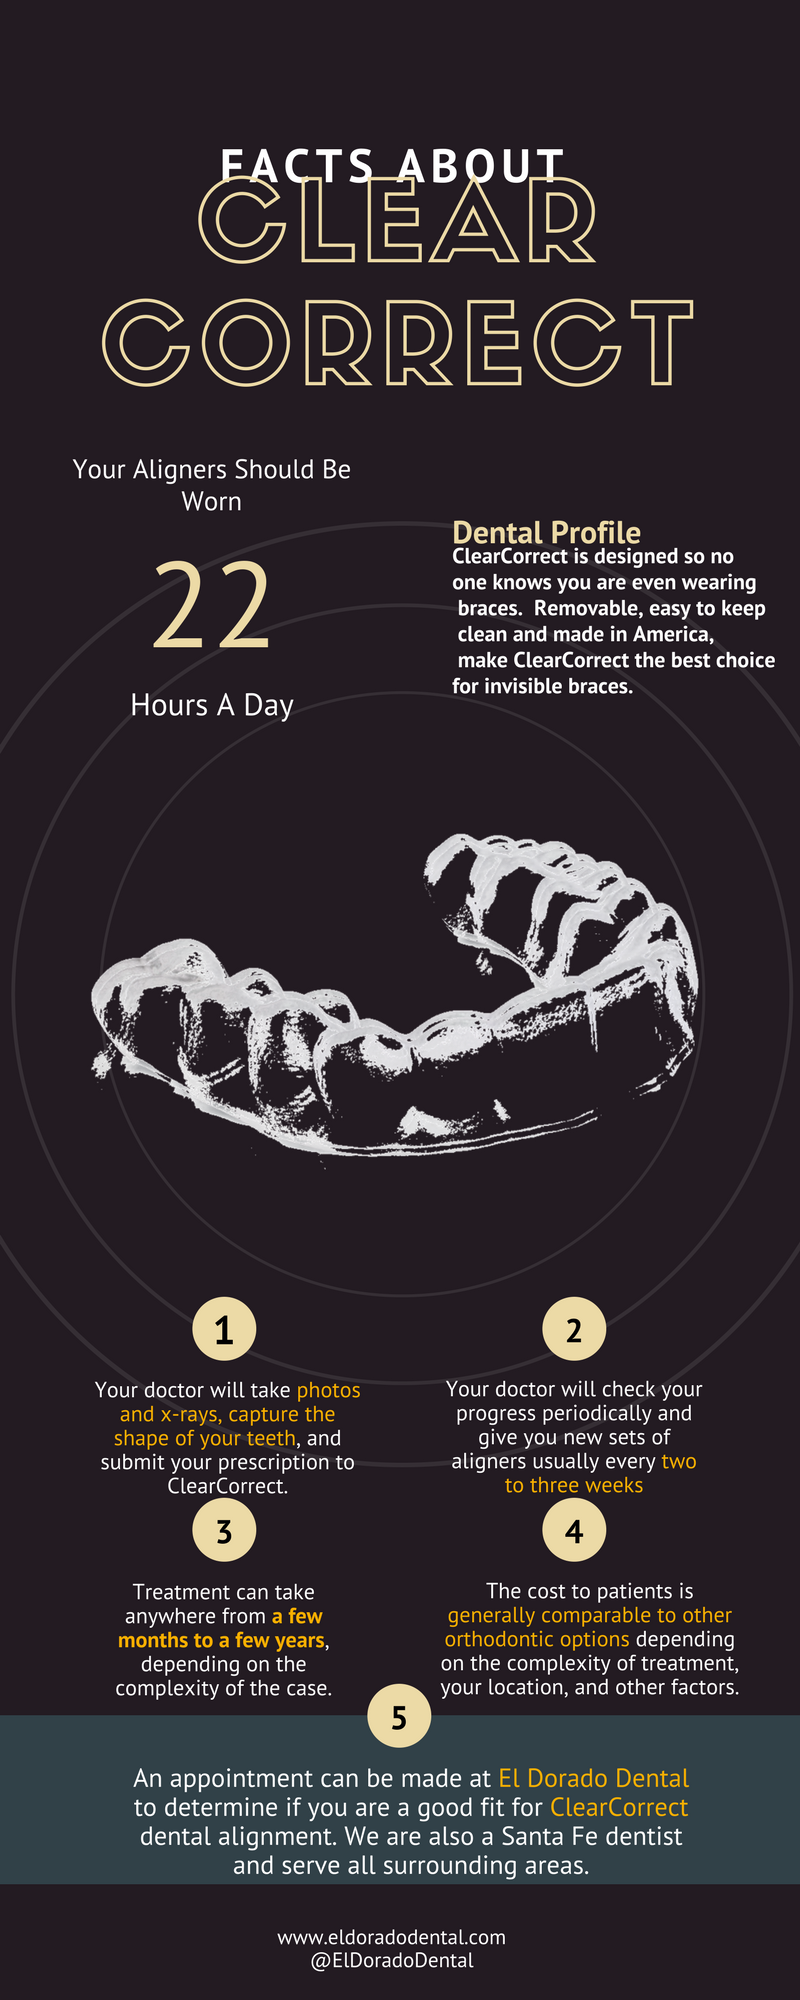 FACTS ABOUT
CLEAR
CORRECT
Your Aligners Should Be
Worn
22
Hours A Day
Dental Profile
ClearCorrect is designed so no
one knows you are even wearing
braces.  Removable, easy to keep
clean and made in America,
make ClearCorrect the best choice
for invisible braces.
1
Your doctor will take photos
and x-rays, capture the
shape of your teeth, and
submit your prescription to
ClearCorrect.
2
Your doctor will check your
progress periodically and
give you new sets of
aligners usually every two
to three weeks
3
Treatment can take
anywhere from a few
months to a few years,
depending on the
complexity of the case.
4
The cost to patients is
generally comparable to other
orthodontic options depending
on the complexity of treatment,
your location, and other factors.
5
An appointment can be made at El Dorado Dental
to determine if you are a good fit for ClearCorrect
dental alignment. We are also a Santa Fe dentist
and serve all surrounding areas.
www.eldoradodental.com
@ElDoradoDental